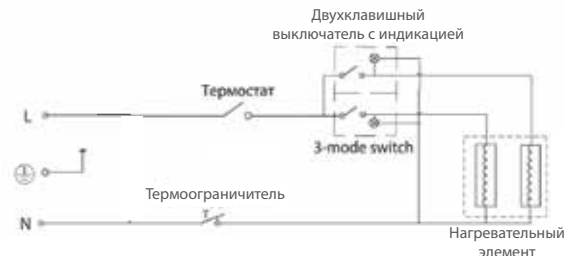 Двухклавишный
выключатель с индикацией
Термостат
L
3-mode switch
Термоограничитель
T
N
Нагревательный
элемент